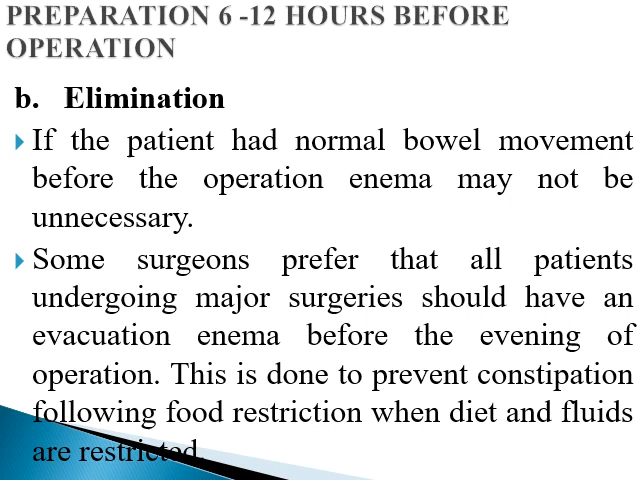 PREPARATION 6 -12 HOURS BEFORE
OPERATION
b. Elimination
If the patient had normal bowel movement
before the operation enema may not be
unnecessary.
Some surgeons prefer that all patients
undergoing major surgeries should have an
evacuation enema before the evening of
operation. This is done to prevent constipation
following food restriction when diet and fluids
are restricted.